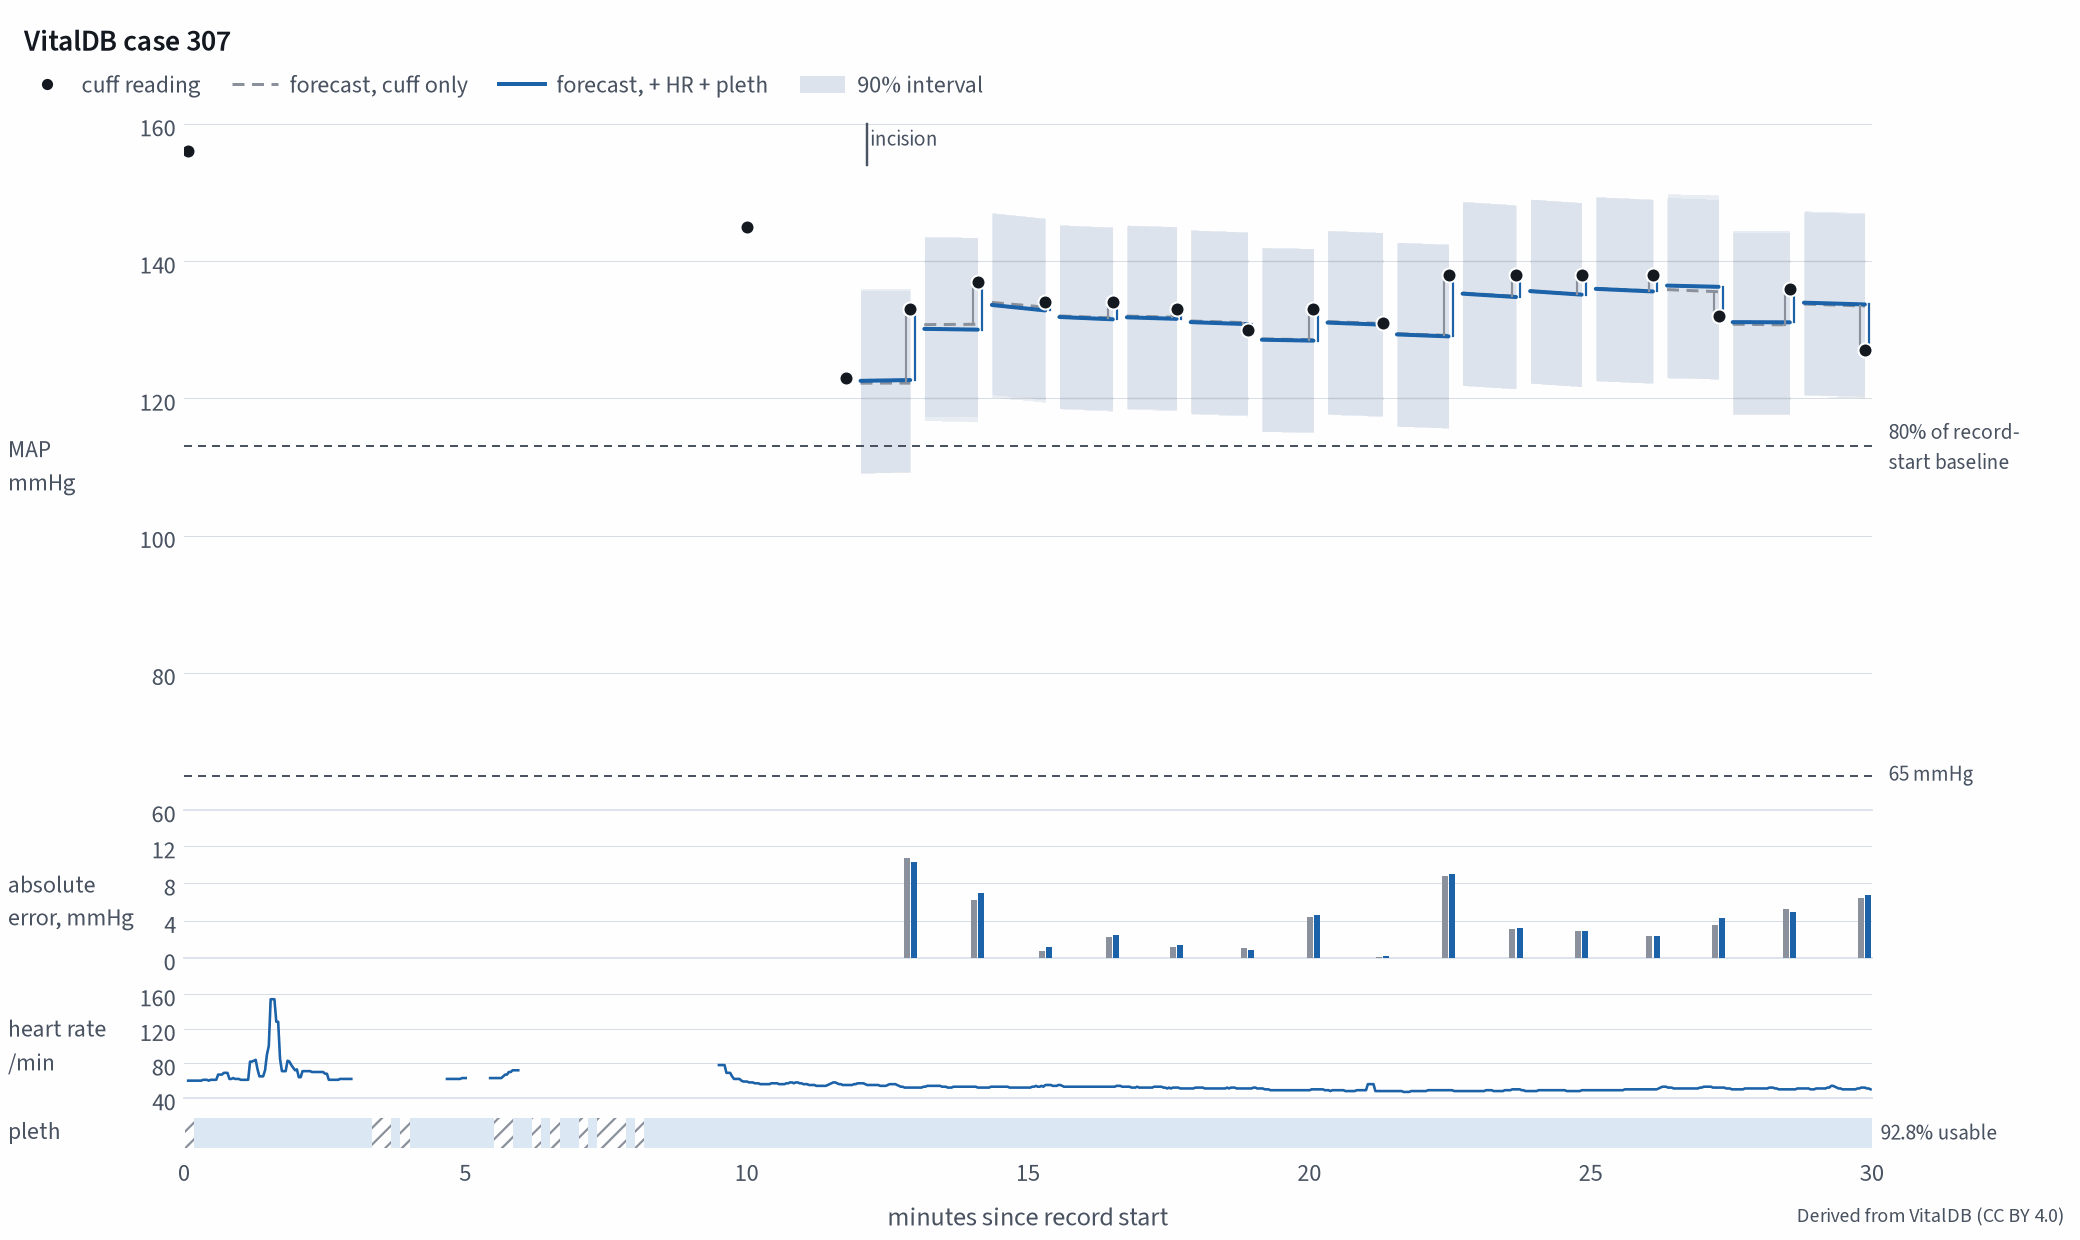 VitalDB case 307
cuff reading
forecast, cuff only
forecast, + HR + pleth
90% interval
160
incision
140
120
80% of record-
start baseline
MAP
mmHg
100
80
65 mmHg
60
12
absolute
error, mmHg
8
4
0
160
heart rate
/min
120
80
40
pleth
92.8% usable
0
5
10
15
20
25
30
minutes since record start
Derived from VitalDB (CC BY 4.0)